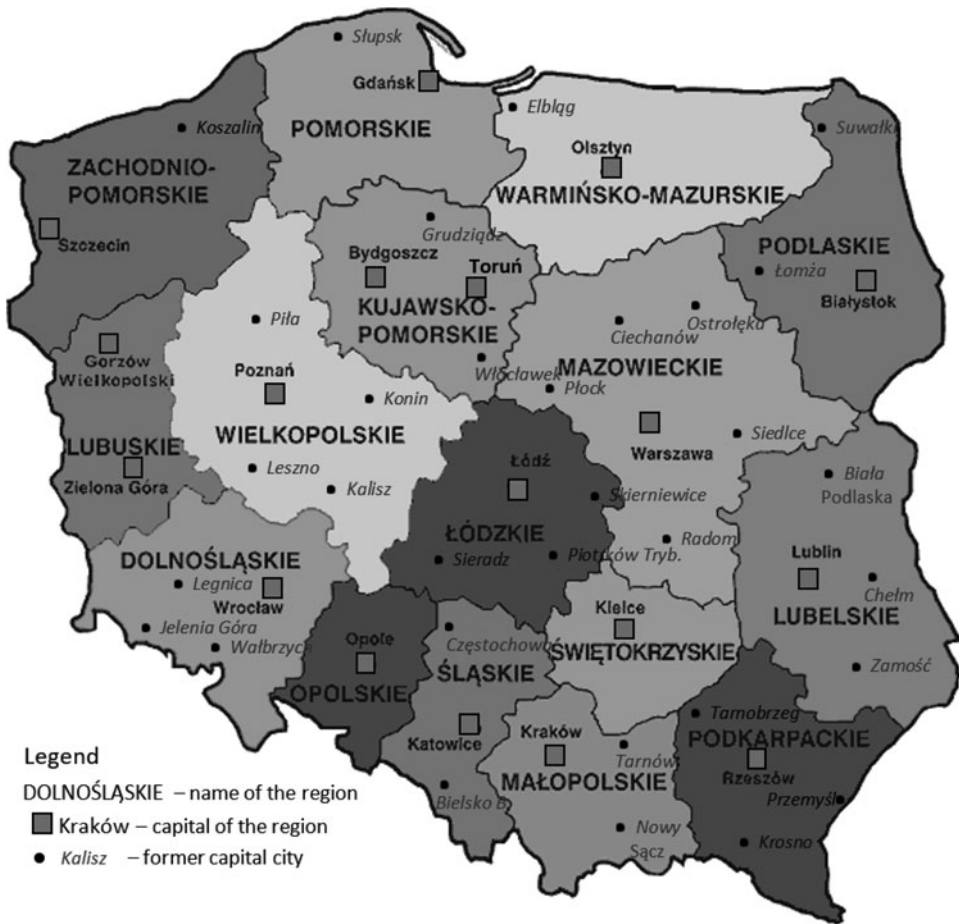 Słupsk
Gdańsk
POMORSKIE
Koszalin
ZACHODNIO-
POMORSKIE
Szczecin
Elbląg
Olsztyn
WARMIŃSKO-MAZURSKIE
Suwałki
PODLASKIE
Łomża
Białystok
Grudziądz
Bydgoszcz
Toruń
KUJAWSKO-
POMORSKIE
Włocławek
Piła
Poznań
Konin
WIELKOPOLSKIE
Leszno
Kalisz
Gorzów
Wielkopolski
LUBUSKIE
Zielona Góra
Ciechanów
Ostrołęka
MAZOWIECKIE
Płock
Warszawa
Siedlce
Radom
Łódź
Skierniewice
ŁÓDZKIE
Sieradz
Piotrków Tryb.
Biała
Podlaska
Lublin
Chełm
LUBELSKIE
Zamość
DOLNOŚLĄSKIE
Legnica
Wrocław
Jelenia Góra
Wałbrzych
Opole
OPOLSKIE
Częstochowa
ŚLĄSKIE
Katowice
Bielsko B.
Kielce
ŚWIĘTOKRZYSKIE
Kraków
Tarnów
MAŁOPOLSKIE
Nowy
Sącz
Tarnobrzeg
PODKARPACKIE
Rzeszów
Przemyśl
Krosno
Legend
DOLNOŚLĄSKIE – name of the region
Kraków – capital of the region
Kalisz – former capital city